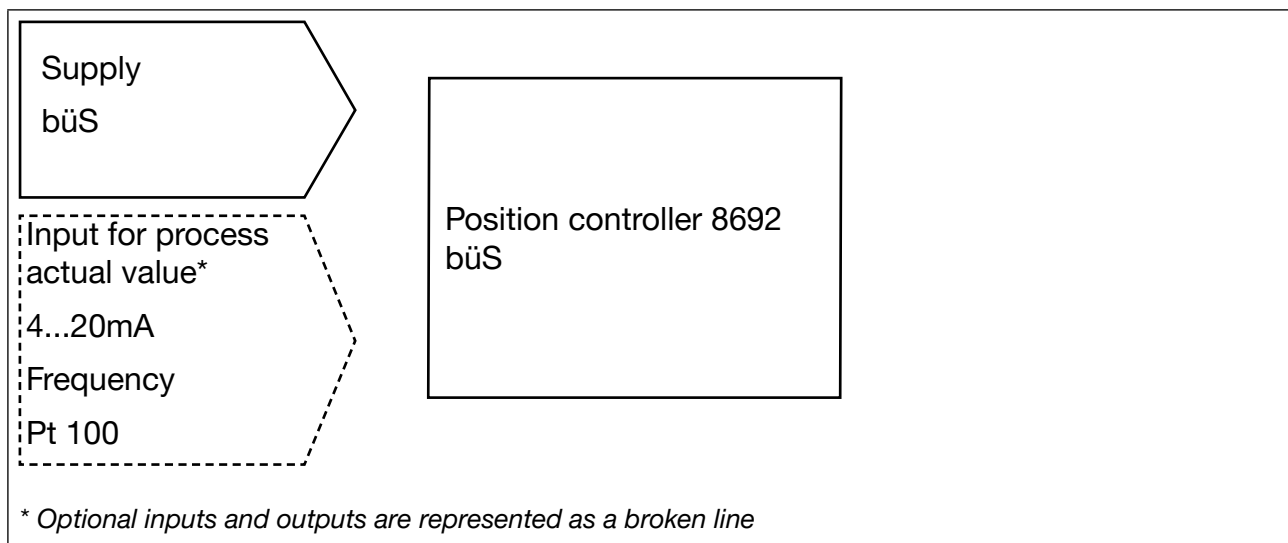 Supply
büS
Input for process
actual value*
4...20mA
Frequency
Pt 100
Position controller 8692
büS
* Optional inputs and outputs are represented as a broken line